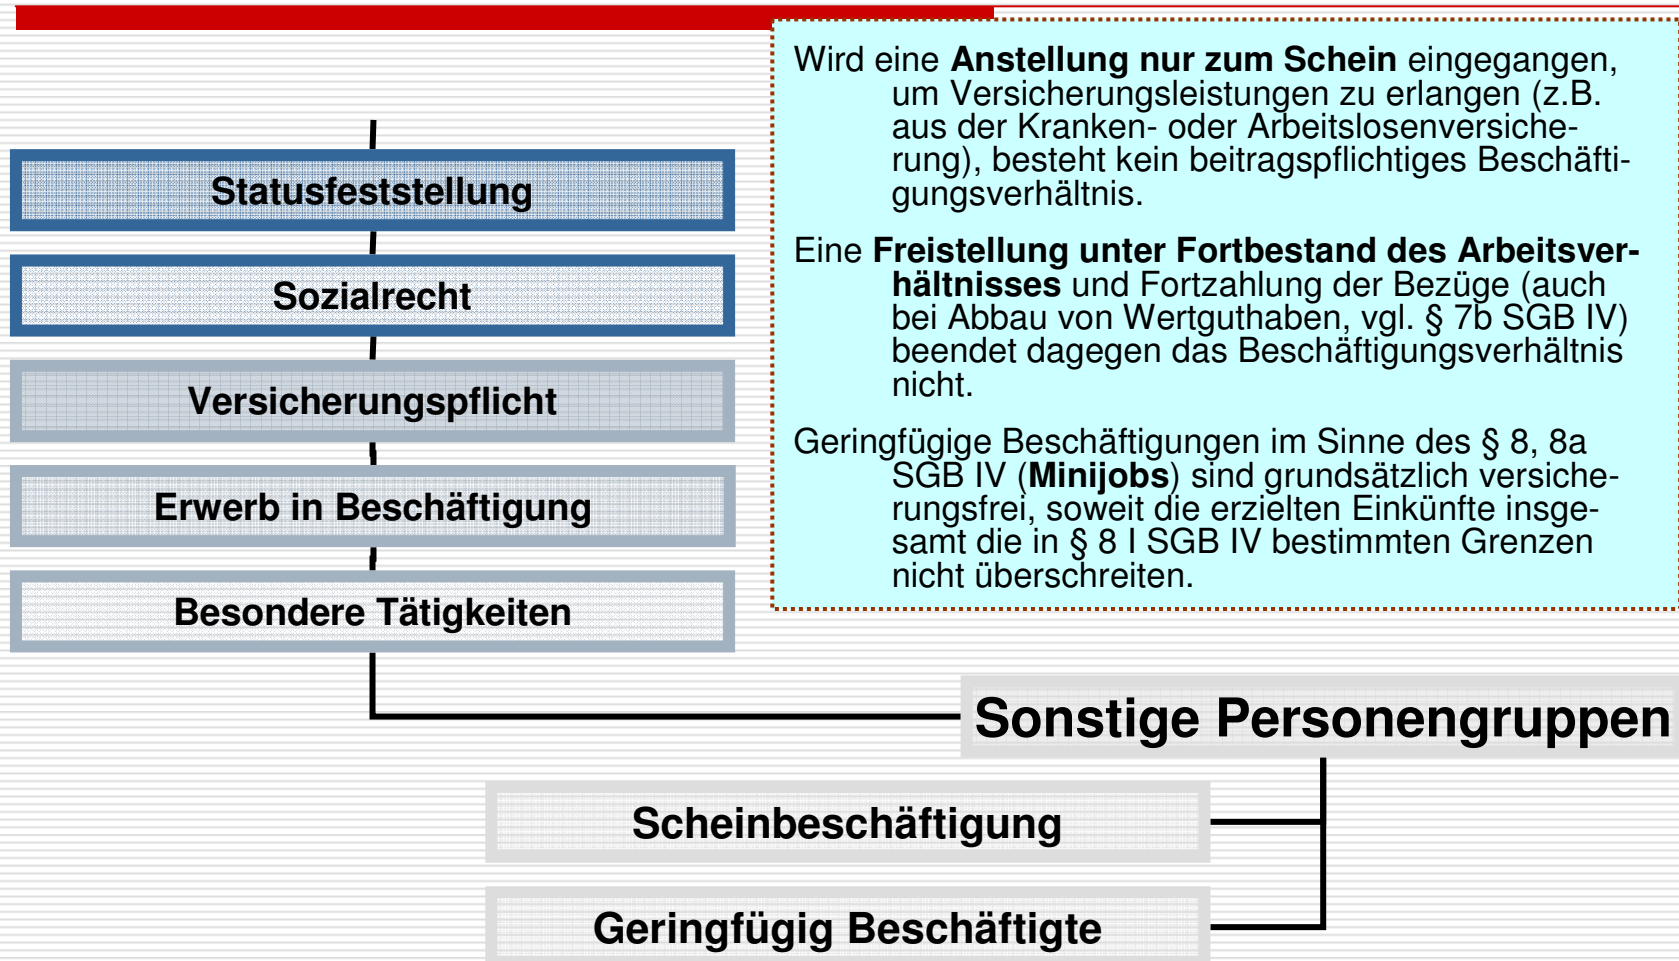 Wird eine Anstellung nur zum Schein eingegangen,
um Versicherungsleistungen zu erlangen (z.B.
aus der Kranken- oder Arbeitslosenversiche-
rung), besteht kein beitragspflichtiges Beschäfti-
gungsverhältnis.
Eine Freistellung unter Fortbestand des Arbeitsver-
hältnisses und Fortzahlung der Bezüge (auch
bei Abbau von Wertguthaben, vgl. § 7b SGB IV)
beendet dagegen das Beschäftigungsverhältnis
nicht.
Geringfügige Beschäftigungen im Sinne des § 8, 8a
SGB IV (Minijobs) sind grundsätzlich versiche-
rungsfrei, soweit die erzielten Einkünfte insge-
samt die in § 8 I SGB IV bestimmten Grenzen
nicht überschreiten.
Statusfeststellung
Sozialrecht
Versicherungspflicht
Erwerb in Beschäftigung
Besondere Tätigkeiten
Sonstige Personengruppen
Scheinbeschäftigung
Geringfügig Beschäftigte